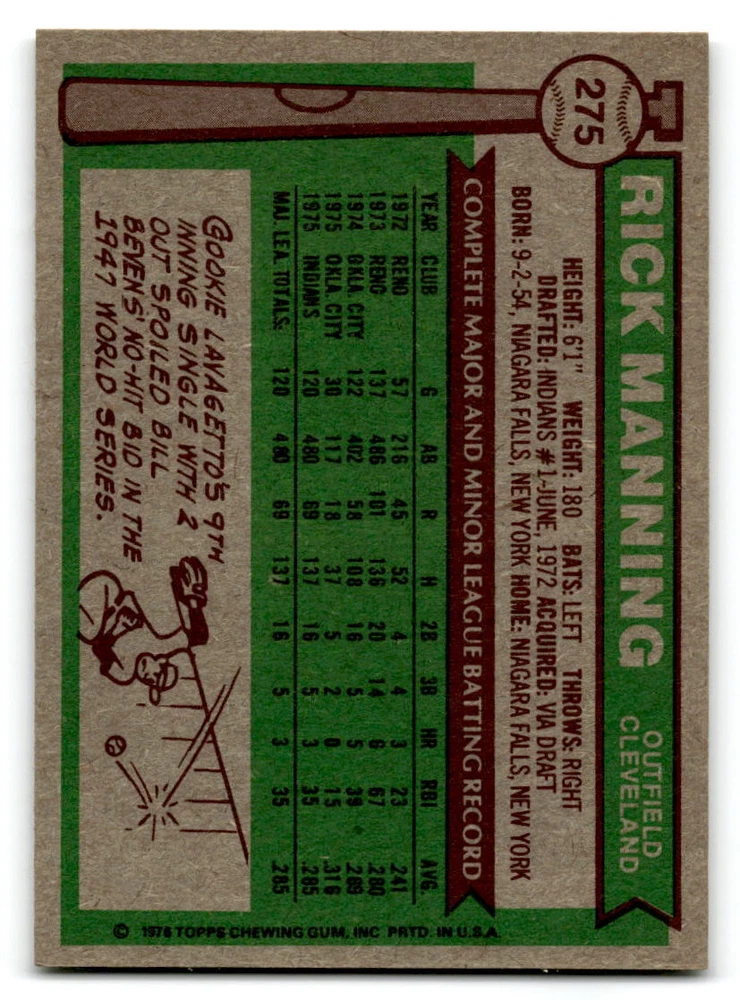 275
RICK MANNING
OUTFIELD
CLEVELAND
HEIGHT: 6'1" WEIGHT: 180 BATS: LEFT THROWS: RIGHT
DRAFTED: INDIANS #1-JUNE, 1972 ACQUIRED: VIA DRAFT
BORN: 9-2-54, NIAGARA FALLS, NEW YORK HOME: NIAGARA FALLS, NEW YORK
COMPLETE MAJOR AND MINOR LEAGUE BATTING RECORD
YEAR CLUB G AB R H 2B 3B HR RBI AVG.
1972 RENO 57 216 45 52 4 4 3 23 .241
1973 RENO 137 486 101 136 20 14 6 67 .280
1974 OKLA. CITY 122 402 58 108 16 5 5 39 .269
1975 OKLA. CITY 30 117 18 37 5 2 0 15 .316
1975 INDIANS 120 480 69 137 16 5 3 35 .285
MAJ. LEA. TOTALS: 120 480 69 137 16 5 3 35 .285
COOKIE LAVAGETTO'S 9TH
INNING SINGLE WITH 2
OUT SPOILED BILL
BEVENS' NO-HIT BID IN THE
1947 WORLD SERIES.
© 1976 TOPPS CHEWING GUM, INC PRTD. IN U.S.A.